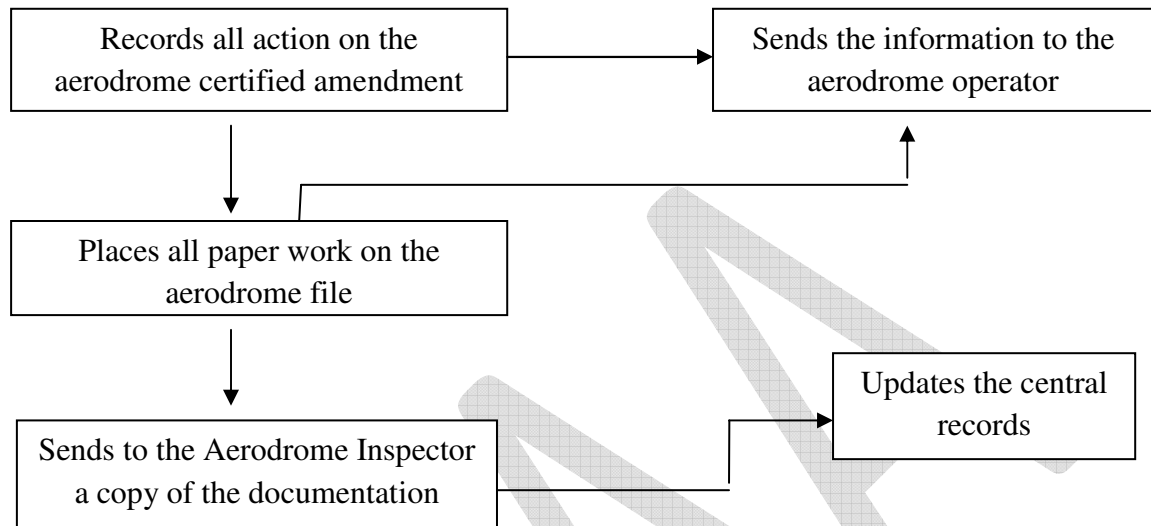 Records all action on the
aerodrome certified amendment
Sends the information to the
aerodrome operator
Places all paper work on the
aerodrome file
Updates the central
records
Sends to the Aerodrome Inspector
a copy of the documentation